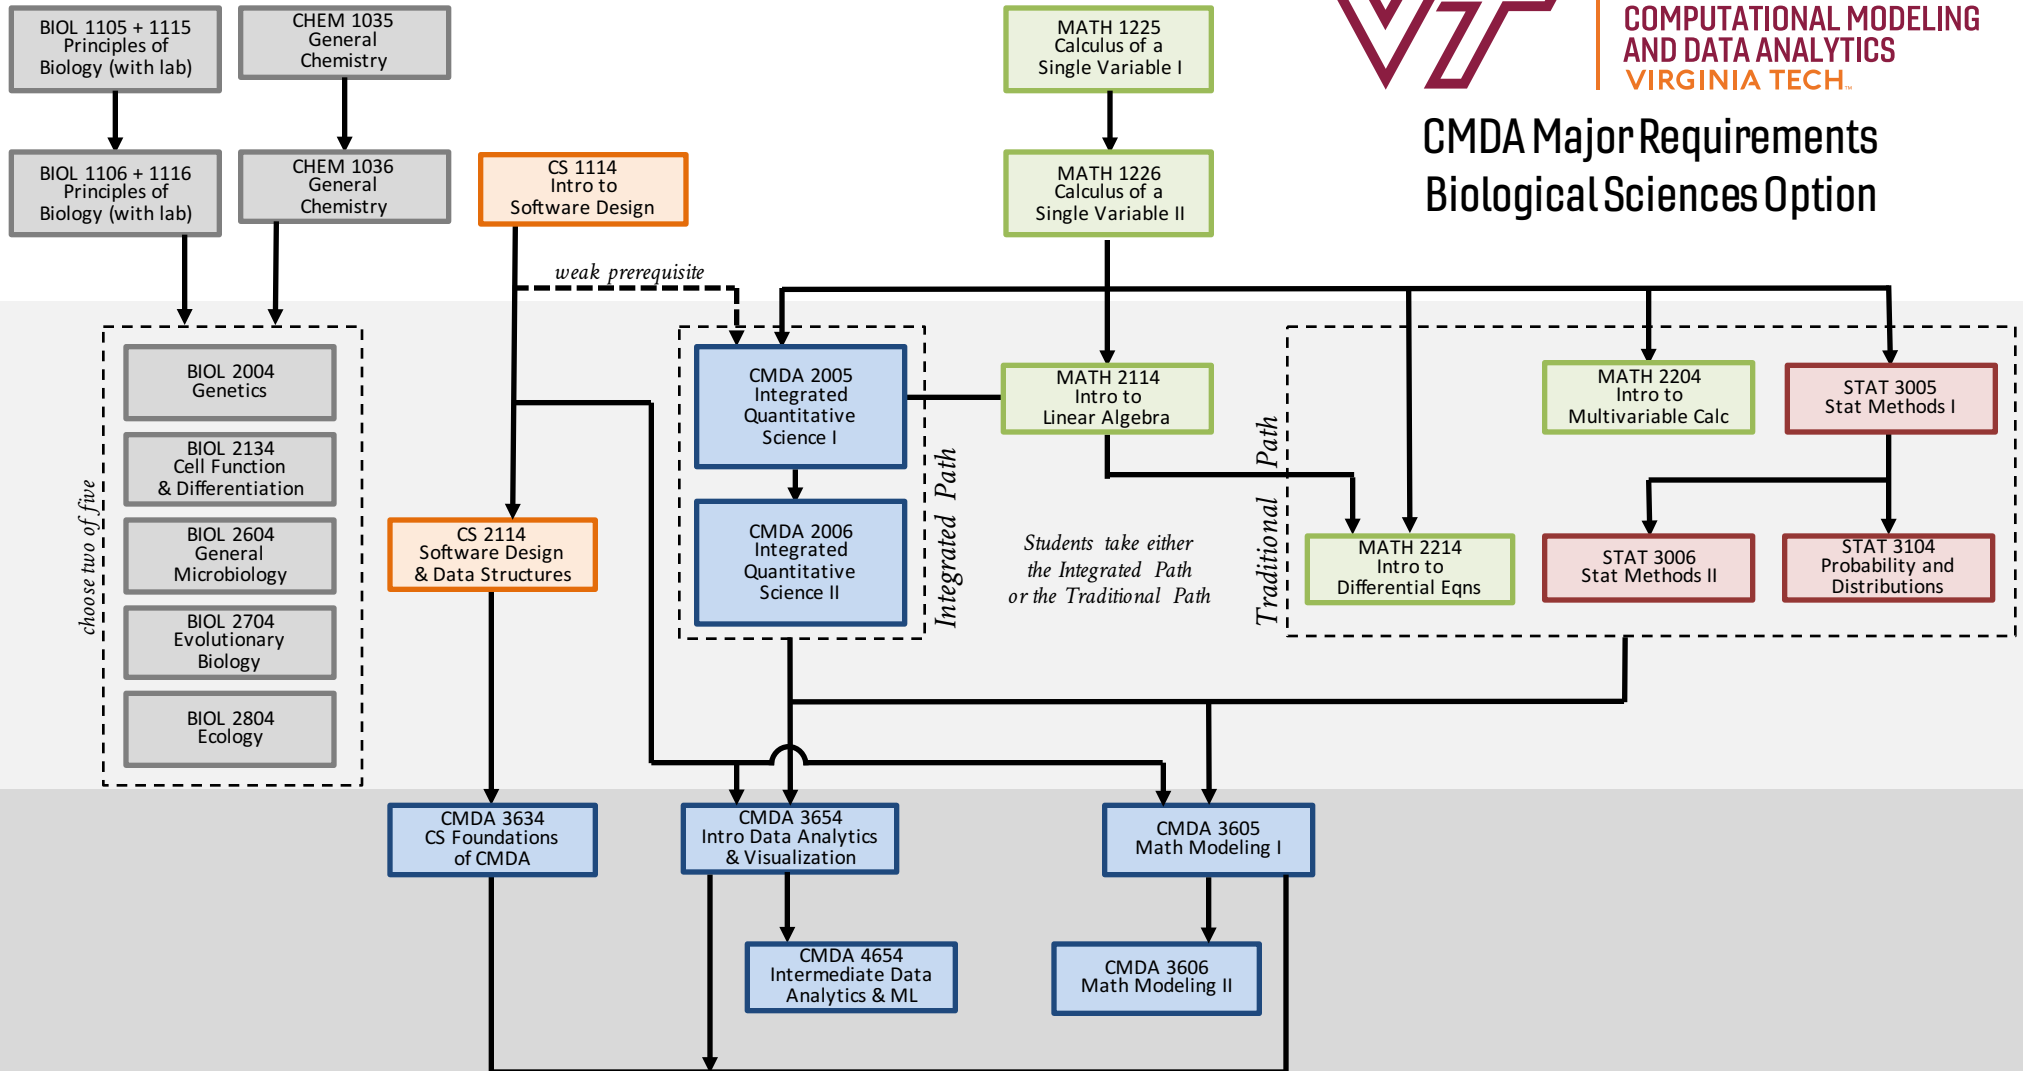 COMPUTATIONAL MODELING
AND DATA ANALYTICS
VIRGINIA TECH™
CMDA Major Requirements
Biological Sciences Option
BIOL 1105 + 1115
Principles of
Biology (with lab)
CHEM 1035
General
Chemistry
MATH 1225
Calculus of a
Single Variable I
BIOL 1106 + 1116
Principles of
Biology (with lab)
CHEM 1036
General
Chemistry
CS 1114
Intro to
Software Design
MATH 1226
Calculus of a
Single Variable II
weak prerequisite
choose two of five
BIOL 2004
Genetics
BIOL 2134
Cell Function
& Differentiation
BIOL 2604
General
Microbiology
BIOL 2704
Evolutionary
Biology
BIOL 2804
Ecology
CS 2114
Software Design
& Data Structures
CMDA 2005
Integrated
Quantitative
Science I
CMDA 2006
Integrated
Quantitative
Science II
Integrated Path
MATH 2114
Intro to
Linear Algebra
Students take either
the Integrated Path
or the Traditional Path
Traditional Path
MATH 2204
Intro to
Multivariable Calc
STAT 3005
Stat Methods I
MATH 2214
Intro to
Differential Eqns
STAT 3006
Stat Methods II
STAT 3104
Probability and
Distributions
CMDA 3634
CS Foundations
of CMDA
CMDA 3654
Intro Data Analytics
& Visualization
CMDA 3605
Math Modeling I
CMDA 4654
Intermediate Data
Analytics & ML
CMDA 3606
Math Modeling II